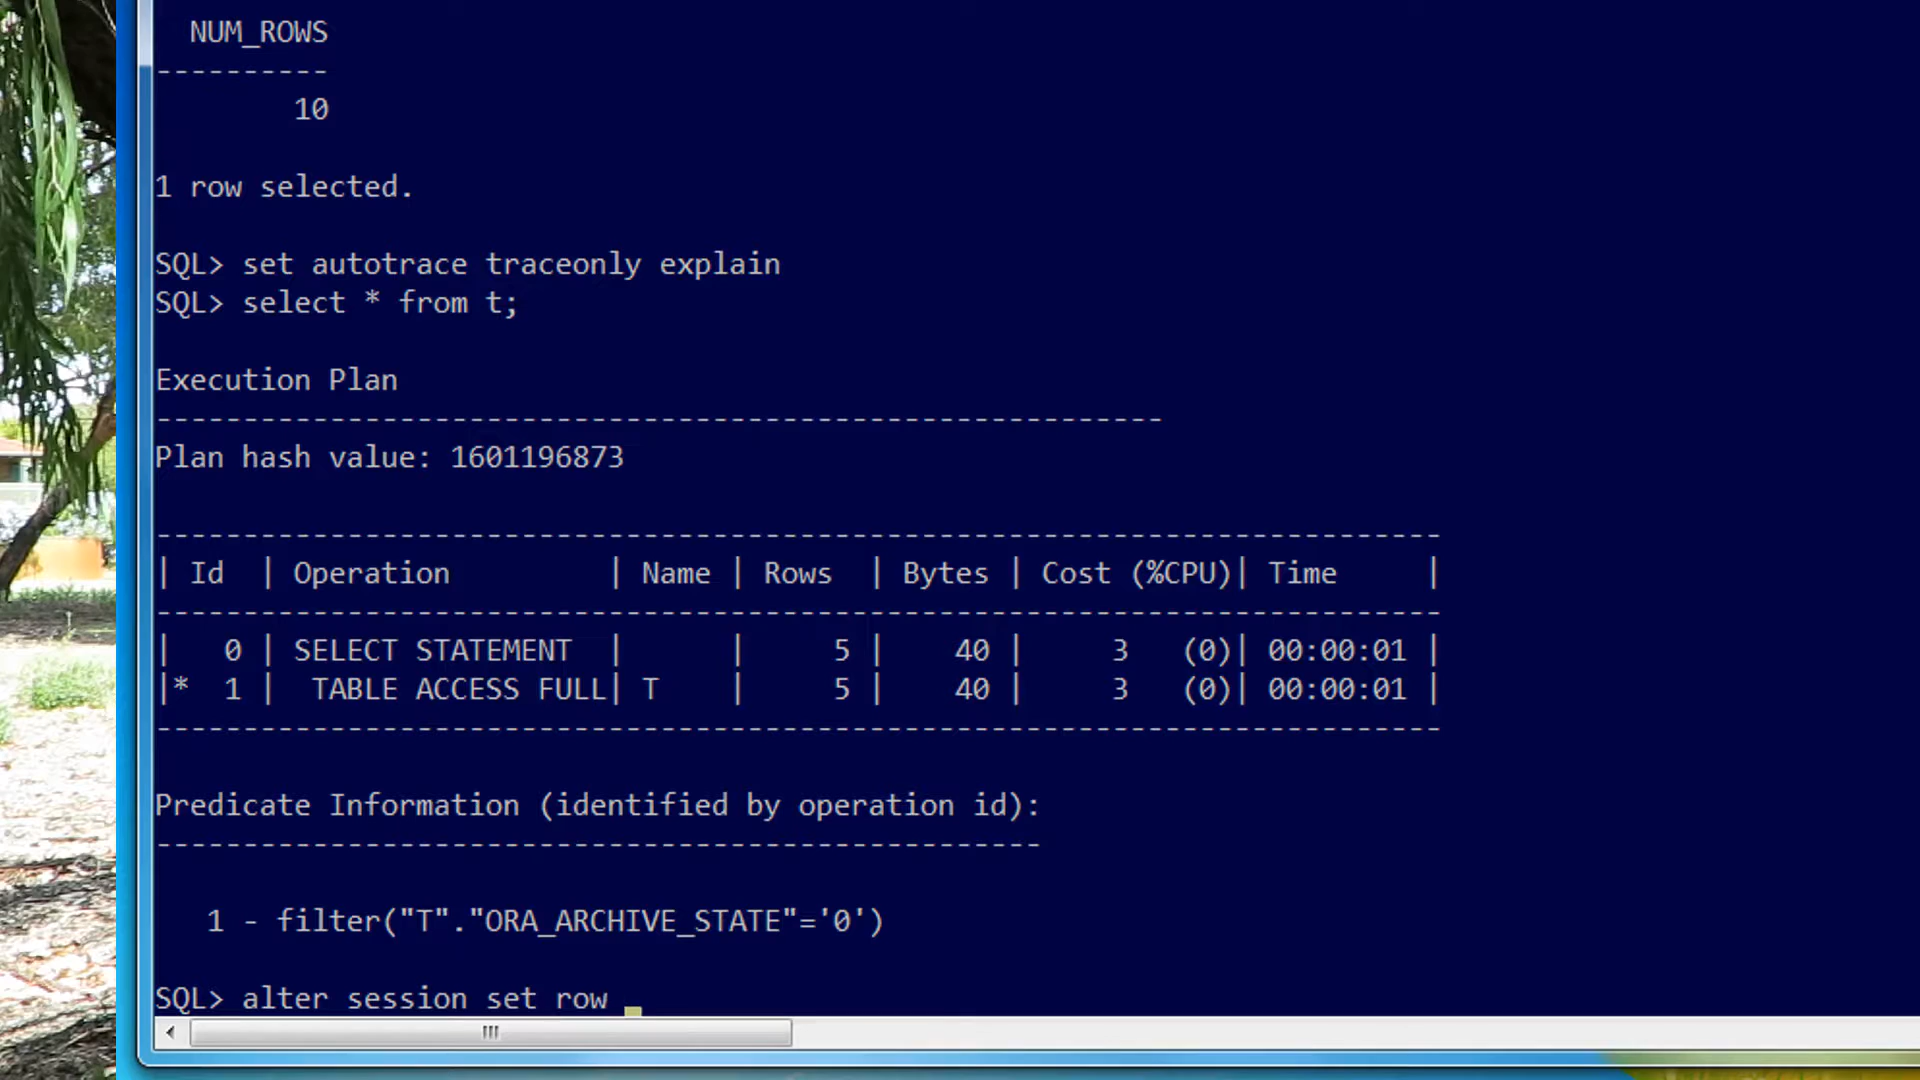 NUM_ROWS
----------
10
1 row selected.
SQL> set autotrace traceonly explain
SQL> select * from t;
Execution Plan
----------------------------------------------------------
Plan hash value: 1601196873
--------------------------------------------------------------------------
| Id  | Operation         | Name | Rows  | Bytes | Cost (%CPU)| Time     |
--------------------------------------------------------------------------
|   0 | SELECT STATEMENT  |      |     5 |    40 |     3   (0)| 00:00:01 |
|*  1 |  TABLE ACCESS FULL| T    |     5 |    40 |     3   (0)| 00:00:01 |
--------------------------------------------------------------------------
Predicate Information (identified by operation id):
---------------------------------------------------
1 - filter("T"."ORA_ARCHIVE_STATE"='0')
SQL> alter session set row